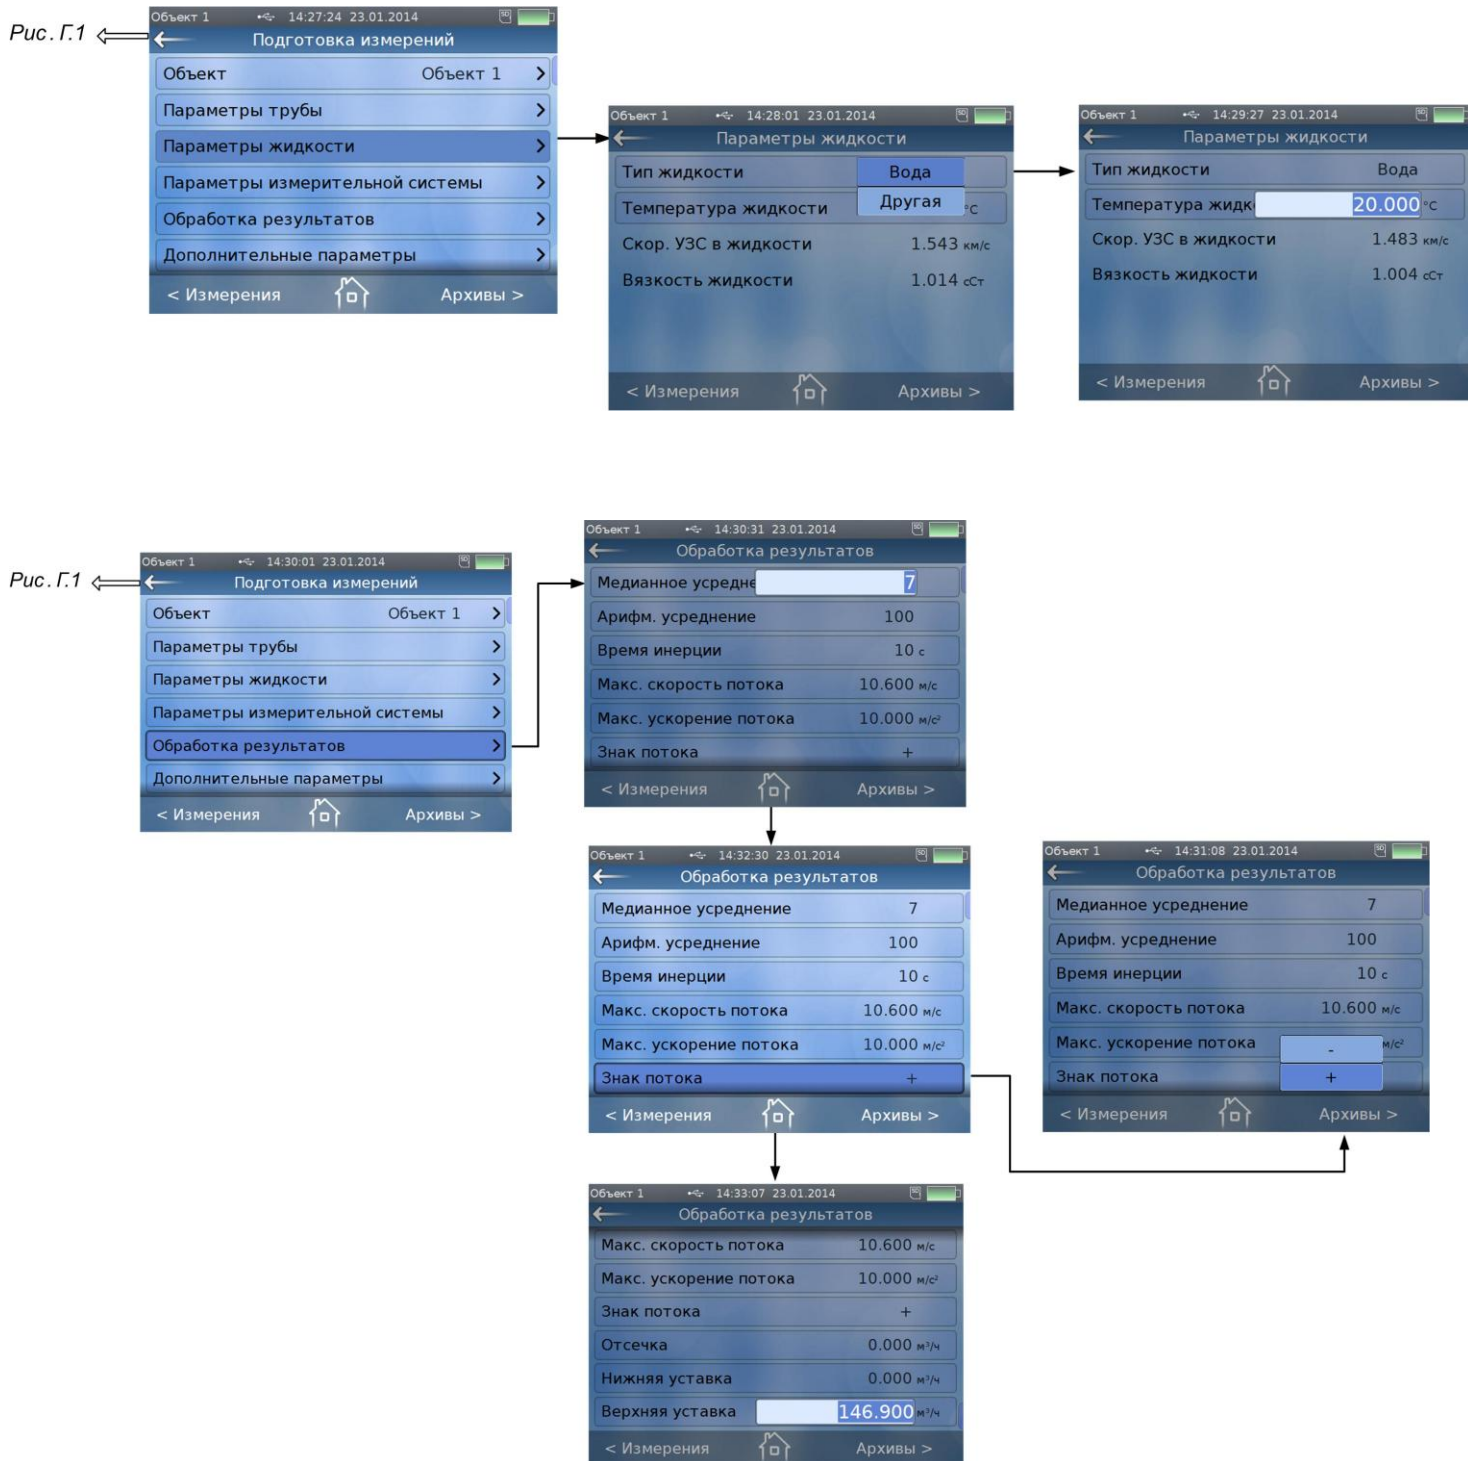 Рис. Г.1
Объект 1 14:27:24 23.01.2014
Подготовка измерений
Объект Объект 1 >
Параметры трубы >
Параметры жидкости >
Параметры измерительной системы >
Обработка результатов >
Дополнительные параметры >
< Измерения Архивы >
Объект 1 14:28:01 23.01.2014
Параметры жидкости
Тип жидкости Вода
Другая
Температура жидкости °C
Скор. УЗС в жидкости 1.543 км/с
Вязкость жидкости 1.014 сСт
< Измерения Архивы >
Объект 1 14:29:27 23.01.2014
Параметры жидкости
Тип жидкости Вода
Температура жидк 20.000 °C
Скор. УЗС в жидкости 1.483 км/с
Вязкость жидкости 1.004 сСт
< Измерения Архивы >
Рис. Г.1
Объект 1 14:30:01 23.01.2014
Подготовка измерений
Объект Объект 1 >
Параметры трубы >
Параметры жидкости >
Параметры измерительной системы >
Обработка результатов >
Дополнительные параметры >
< Измерения Архивы >
Объект 1 14:30:31 23.01.2014
Обработка результатов
Медианное усредне 7
Арифм. усреднение 100
Время инерции 10 с
Макс. скорость потока 10.600 м/с
Макс. ускорение потока 10.000 м/с²
Знак потока +
< Измерения Архивы >
Объект 1 14:32:30 23.01.2014
Обработка результатов
Медианное усреднение 7
Арифм. усреднение 100
Время инерции 10 с
Макс. скорость потока 10.600 м/с
Макс. ускорение потока 10.000 м/с²
Знак потока +
< Измерения Архивы >
Объект 1 14:31:08 23.01.2014
Обработка результатов
Медианное усреднение 7
Арифм. усреднение 100
Время инерции 10 с
Макс. скорость потока 10.600 м/с
Макс. ускорение потока - м/с²
Знак потока +
< Измерения Архивы >
Объект 1 14:33:07 23.01.2014
Обработка результатов
Макс. скорость потока 10.600 м/с
Макс. ускорение потока 10.000 м/с²
Знак потока +
Отсечка 0.000 м³/ч
Нижняя уставка 0.000 м³/ч
Верхняя уставка 146.900 м³/ч
< Измерения Архивы >